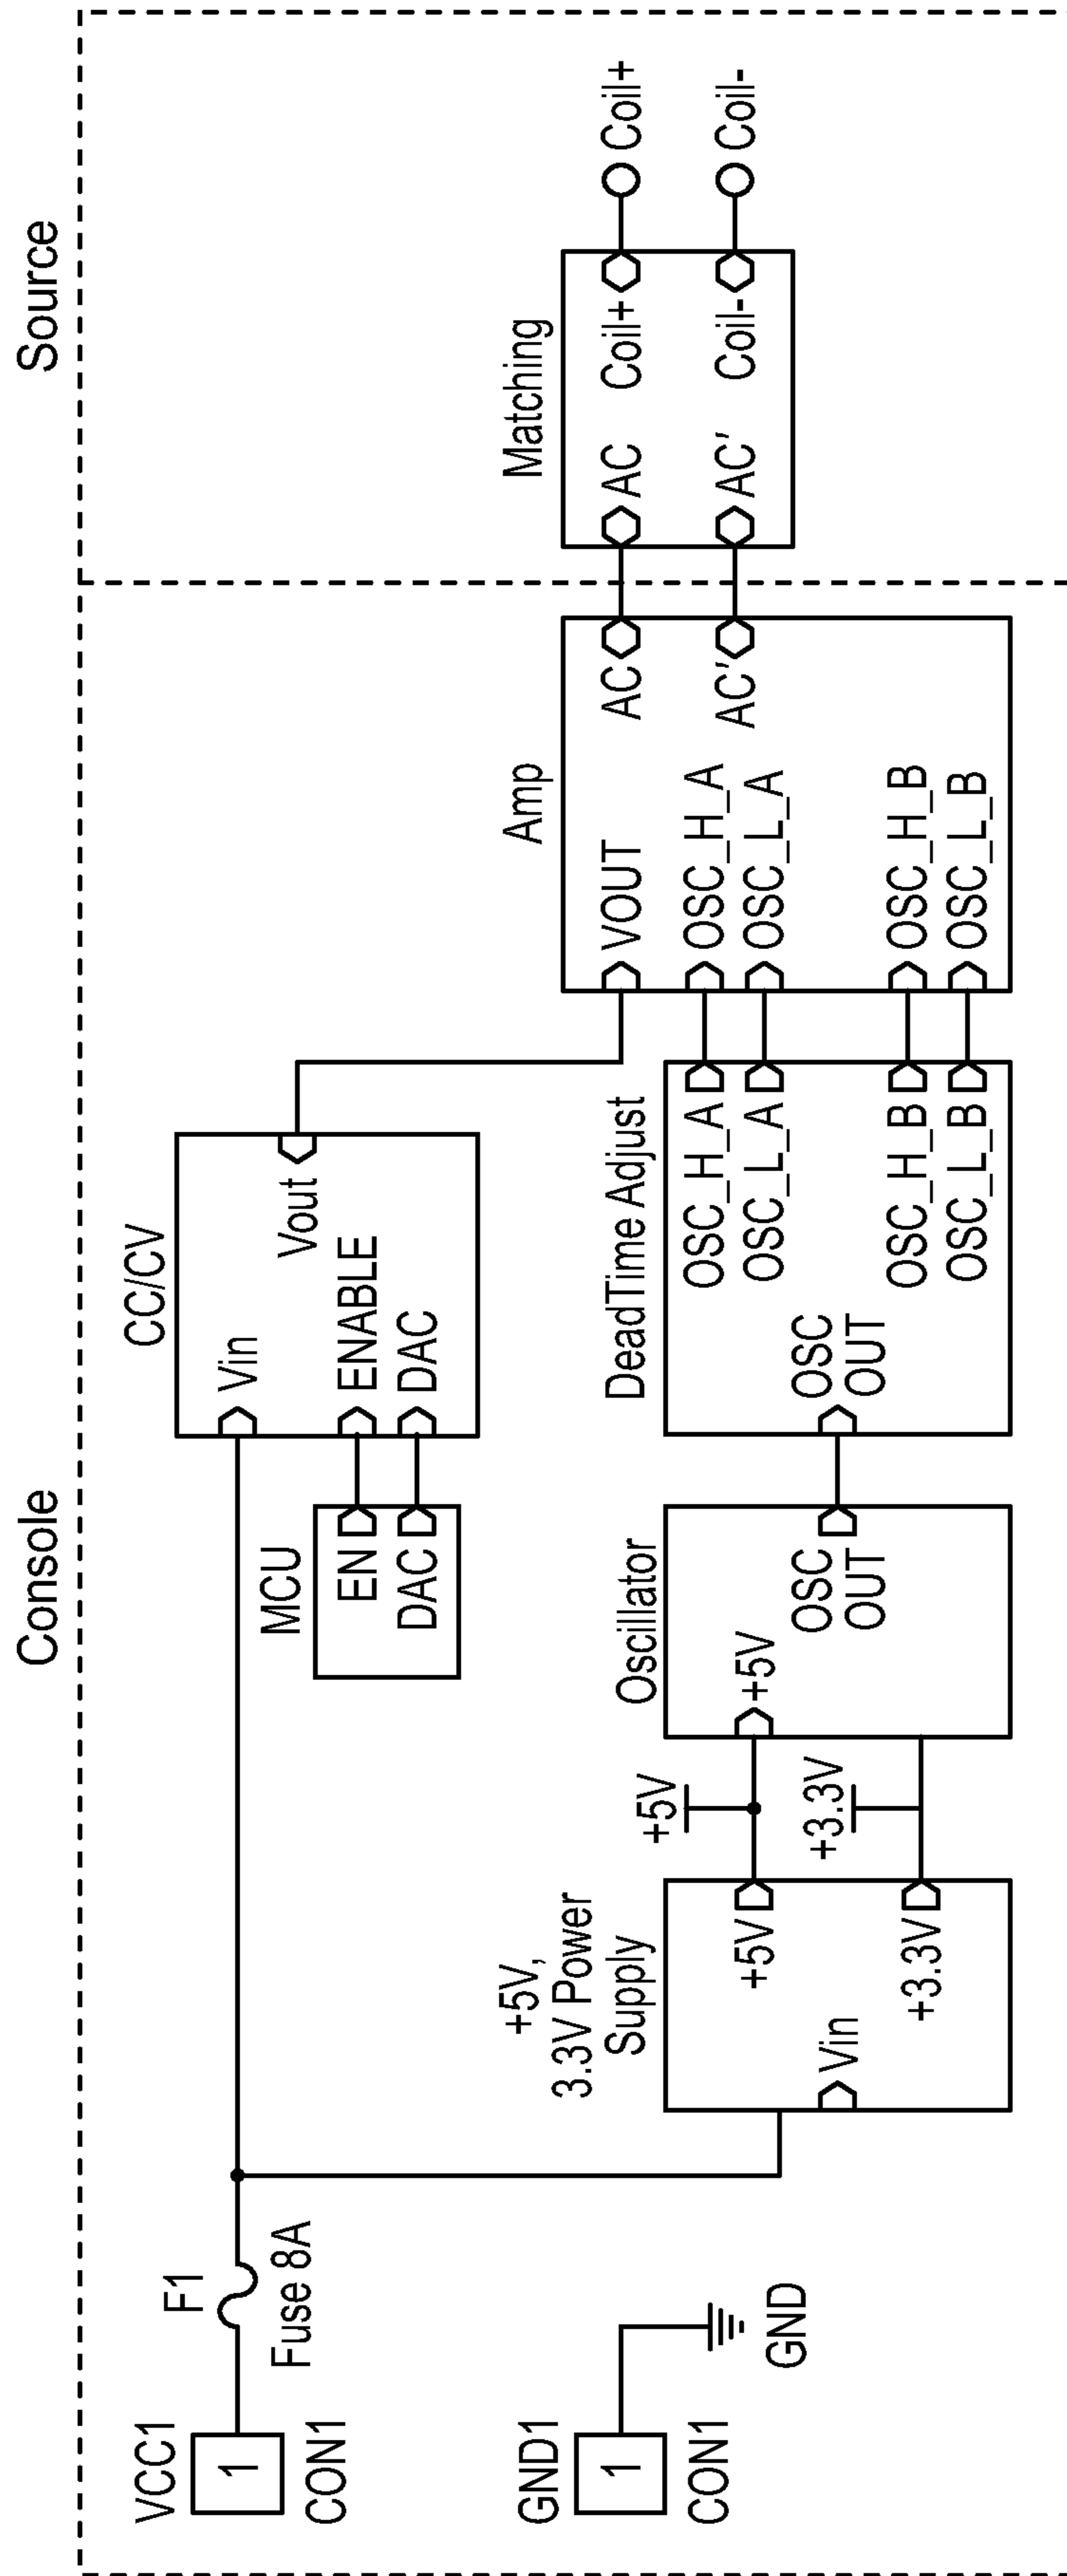 Console
Source
VCC1
1
CON1
F1
Fuse 8A
GND1
1
CON1
GND
+5V,
3.3V Power
Supply
Vin
+5V
+3.3V
+5V
+3.3V
Oscillator
+5V
OSC
OUT
MCU
EN
DAC
CC/CV
Vin
ENABLE
DAC
Vout
DeadTime Adjust
OSC
OUT
OSC_H_A
OSC_L_A
OSC_H_B
OSC_L_B
Amp
VOUT
OSC_H_A
OSC_L_A
OSC_H_B
OSC_L_B
AC
AC'
Matching
AC
AC'
Coil+
Coil-
Coil+
Coil-